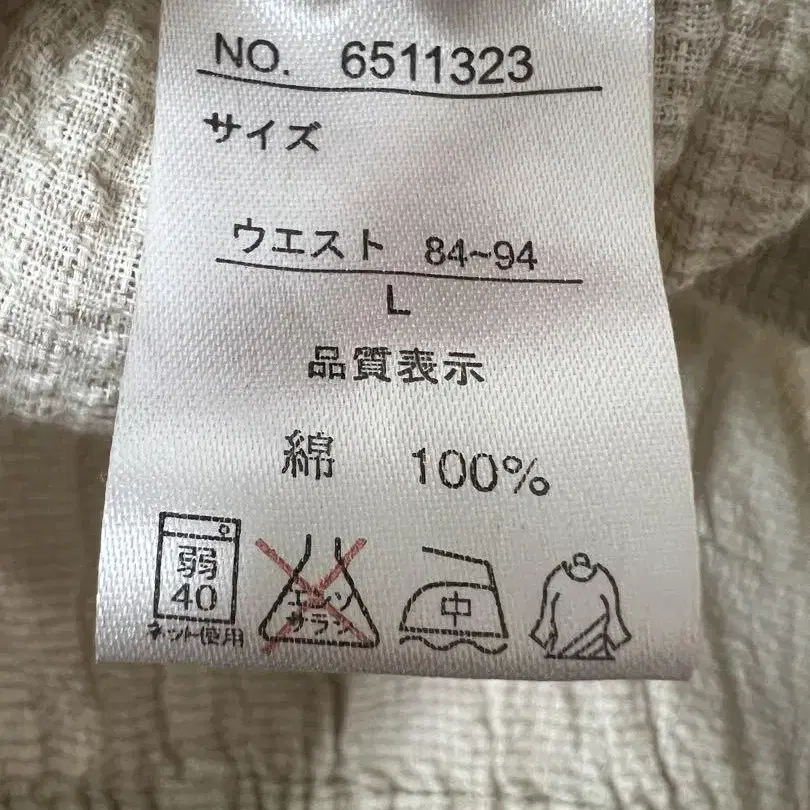 NO. 6511323
サイズ
ウエスト 84~94
L
品質表示
綿 100%
弱
40
ネット使用
エンソ
サラシ
中